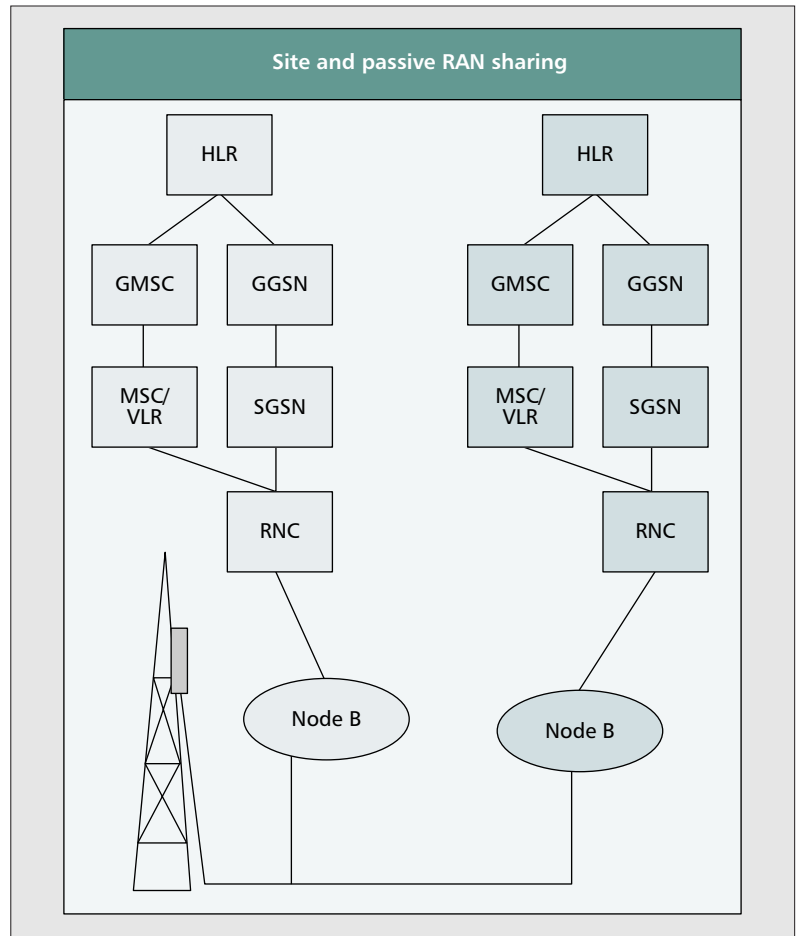 Site and passive RAN sharing
HLR
HLR
GMSC
GGSN
GMSC
GGSN
MSC/
VLR
SGSN
MSC/
VLR
SGSN
RNC
RNC
Node B
Node B